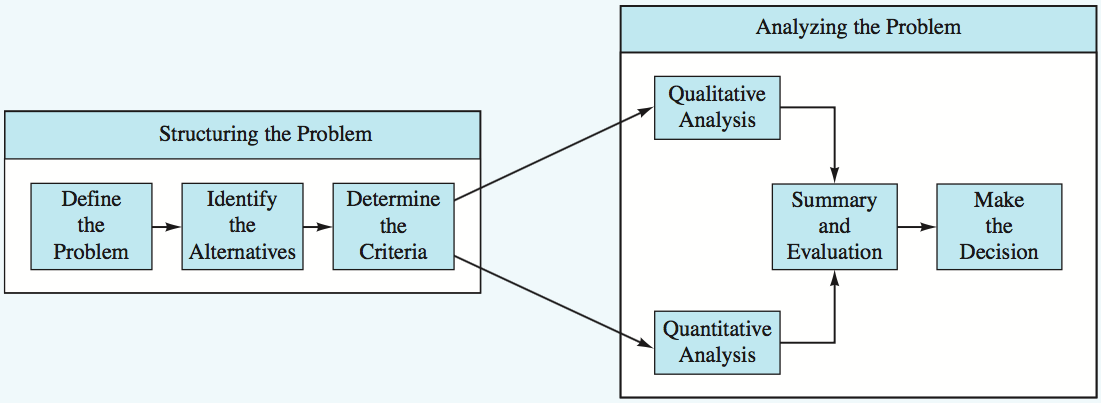 Structuring the Problem
Define
the
Problem
Identify
the
Alternatives
Determine
the
Criteria
Analyzing the Problem
Qualitative
Analysis
Quantitative
Analysis
Summary
and
Evaluation
Make
the
Decision